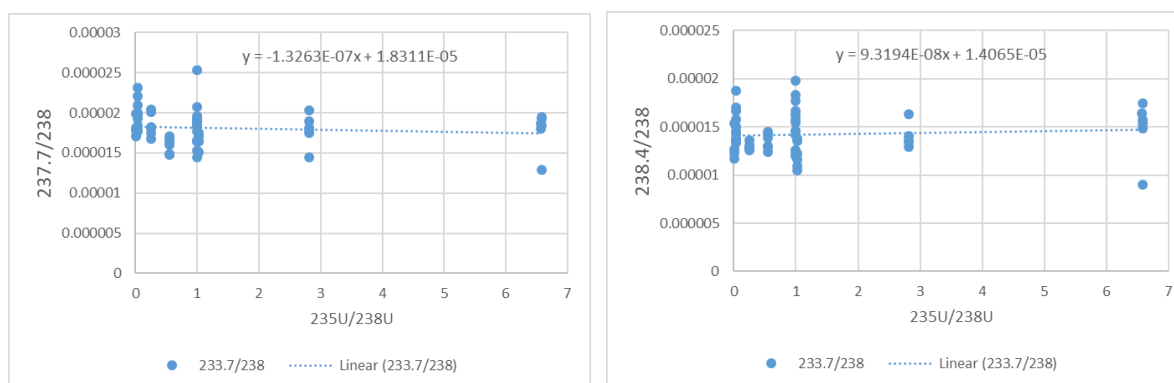 0.00003
y = -1.3263E-07x + 1.8311E-05
0.000025
0.00002
0.000015
0.00001
0.000005
0
237.7/238
0 1 2 3 4 5 6 7
235U/238U
233.7/238 Linear (233.7/238)
0.000025
y = 9.3194E-08x + 1.4065E-05
0.00002
0.000015
0.00001
0.000005
0
238.4/238
0 1 2 3 4 5 6 7
235U/238U
233.7/238 Linear (233.7/238)